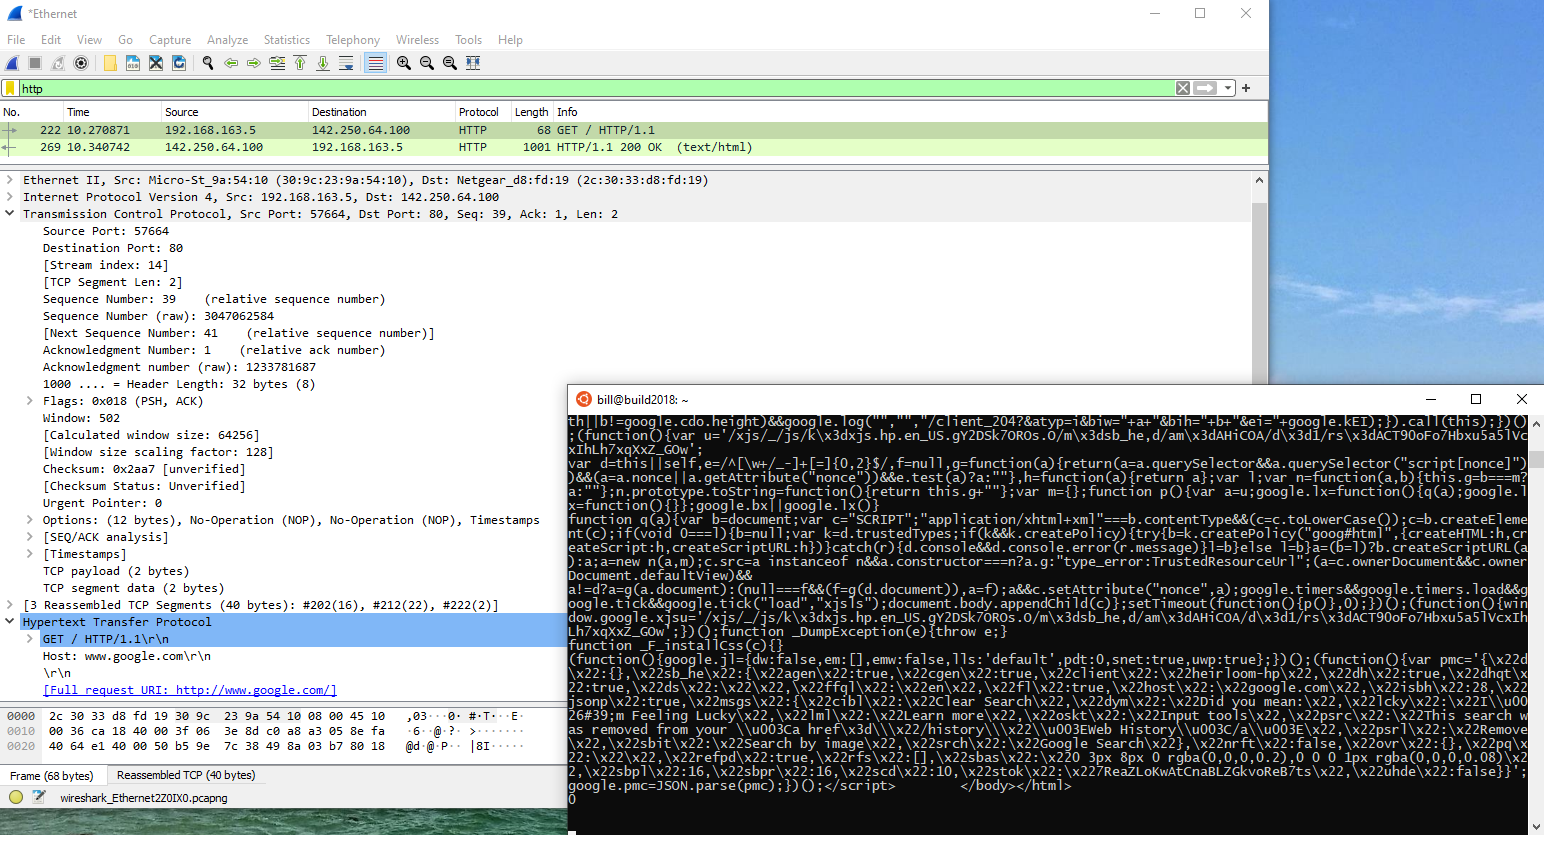 *Ethernet
File Edit View Go Capture Analyze Statistics Telephony Wireless Tools Help
http
No. Time Source Destination Protocol Length Info
222 10.270871 192.168.163.5 142.250.64.100 HTTP 68 GET / HTTP/1.1
269 10.340742 142.250.64.100 192.168.163.5 HTTP 1001 HTTP/1.1 200 OK (text/html)
Ethernet II, Src: Micro-St_9a:54:10 (30:9c:23:9a:54:10), Dst: Netgear_d8:fd:19 (2c:30:33:d8:fd:19)
Internet Protocol Version 4, Src: 192.168.163.5, Dst: 142.250.64.100
Transmission Control Protocol, Src Port: 57664, Dst Port: 80, Seq: 39, Ack: 1, Len: 2
Source Port: 57664
Destination Port: 80
[Stream index: 14]
[TCP Segment Len: 2]
Sequence Number: 39 (relative sequence number)
Sequence Number (raw): 3047062584
[Next Sequence Number: 41 (relative sequence number)]
Acknowledgment Number: 1 (relative ack number)
Acknowledgment number (raw): 1233781687
1000 .... = Header Length: 32 bytes (8)
Flags: 0x018 (PSH, ACK)
Window: 502
[Calculated window size: 64256]
[Window size scaling factor: 128]
Checksum: 0x2aa7 [unverified]
[Checksum Status: Unverified]
Urgent Pointer: 0
Options: (12 bytes), No-Operation (NOP), No-Operation (NOP), Timestamps
[SEQ/ACK analysis]
[Timestamps]
TCP payload (2 bytes)
TCP segment data (2 bytes)
[3 Reassembled TCP Segments (40 bytes): #202(16), #212(22), #222(2)]
Hypertext Transfer Protocol
GET / HTTP/1.1\r\n
Host: www.google.com\r\n
\r\n
[Full request URI: http://www.google.com/]
0000 2c 30 33 d8 fd 19 30 9c 23 9a 54 10 08 00 45 10 ,03···0· #·T···E·
0010 00 36 ca 18 40 00 3f 06 3e 8d c0 a8 a3 05 8e fa ·6··@·?· >·······
0020 40 64 e1 40 00 50 b5 9e 7c 38 49 8a 03 b7 80 18 @d·@·P·· |8I·····
Frame (68 bytes) Reassembled TCP (40 bytes)
wireshark_Ethernet2Z0IX0.pcapng
bill@build2018: ~
th||b!=google.cdo.height)&&google.log("","","/client_204?&atyp=i&biw="+a+"&bih="+b+"&ei="+google.kEI);}).call(this);})()
;(function(){var u='/xjs/_/js/k\x3dxjs.hp.en_US.gY2DSk7OROs.O/m\x3dsb_he,d/am\x3dAHiCOA/d\x3d1/rs\x3dACT90oFo7Hbxu5a5lVc
xIhLh7xqXxZ_GOw';
var d=this||self,e=/^[\w+/_-]+[=]{0,2}$/,f=null,g=function(a){return(a=a.querySelector&&a.querySelector("script[nonce]")
)&&(a=a.nonce||a.getAttribute("nonce"))&&e.test(a)?a:""},h=function(a){return a};var l;var n=function(a,b){this.g=b===m?
a:""};n.prototype.toString=function(){return this.g+""};var m={};function p(){var a=u;google.lx=function(){q(a);google.l
x=function(){}};google.bx||google.lx()}
function q(a){var b=document;var c="SCRIPT";"application/xhtml+xml"===b.contentType&&(c=c.toLowerCase());c=b.createEleme
nt(c);if(void 0===l){b=null;var k=d.trustedTypes;if(k&&k.createPolicy){try{b=k.createPolicy("goog#html",{createHTML:h,cr
eateScript:h,createScriptURL:h})}catch(r){d.console&&d.console.error(r.message)}l=b}else l=b}a=(b=l)?b.createScriptURL(a
):a;a=new n(a,m);c.src=a instanceof n&&a.constructor===n?a.g:"type_error:TrustedResourceUrl";(a=c.ownerDocument&&c.owner
Document.defaultView)&&
a!=d?a=g(a.document):(null===f&&(f=g(d.document)),a=f);a&&c.setAttribute("nonce",a);google.timers&&google.timers.load&&g
oogle.tick&&google.tick("load","xjsls");document.body.appendChild(c)};setTimeout(function(){p()},0);})();(function(){win
dow.google.xjsu='/xjs/_/js/k\x3dxjs.hp.en_US.gY2DSk7OROs.O/m\x3dsb_he,d/am\x3dAHiCOA/d\x3d1/rs\x3dACT90oFo7Hbxu5a5lVcxIh
Lh7xqXxZ_GOw';})();function _DumpException(e){throw e;}
function _F_installCss(c){}
(function(){google.jl={dw:false,em:[],emw:false,lls:'default',pdt:0,snet:true,uwp:true};})();(function(){var pmc='{\x22d
\x22:{},\x22sb_he\x22:{\x22agen\x22:true,\x22cgen\x22:true,\x22client\x22:\x22heirloom-hp\x22,\x22dh\x22:true,\x22dhqt\x
22:true,\x22ds\x22:\x22\x22,\x22ffql\x22:\x22en\x22,\x22fl\x22:true,\x22host\x22:\x22google.com\x22,\x22isbh\x22:28,\x22
jsonp\x22:true,\x22msgs\x22:{\x22cibl\x22:\x22Clear Search\x22,\x22dym\x22:\x22Did you mean:\x22,\x22lcky\x22:\x22I\\u00
26#39;m Feeling Lucky\x22,\x22lml\x22:\x22Learn more\x22,\x22oskt\x22:\x22Input tools\x22,\x22psrc\x22:\x22This search w
as removed from your \\u003Ca href\x3d\\\x22/history\\\x22\\u003EWeb History\\u003C/a\\u003E\x22,\x22psrl\x22:\x22Remove
\x22,\x22sbit\x22:\x22Search by image\x22,\x22srch\x22:\x22Google Search\x22},\x22nrft\x22:false,\x22ovr\x22:{},\x22pq\x
22:\x22\x22,\x22refpd\x22:true,\x22rfs\x22:[],\x22sbas\x22:\x220 3px 8px 0 rgba(0,0,0,0.2),0 0 0 1px rgba(0,0,0,0.08)\x2
2,\x22sbpl\x22:16,\x22sbpr\x22:16,\x22scd\x22:10,\x22stok\x22:\x227ReaZLoKwAtCnaBLZGkvoReB7ts\x22,\x22uhde\x22:false}}';
google.pmc=JSON.parse(pmc);})();</script> </body></html>
0